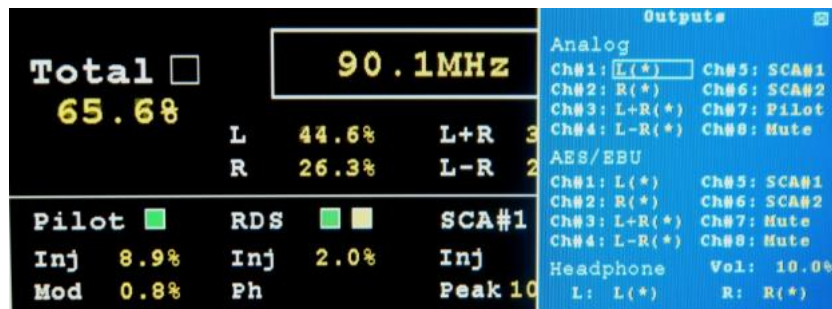 Total
65.6%
90.1MHz
L 44.6% L+R 3
R 26.3% L-R 2
Pilot RDS SCA#1
Inj 8.9% Inj 2.0% Inj
Mod 0.8% Ph Peak 10
Outputs
Analog
Ch#1: L(*) Ch#5: SCA#1
Ch#2: R(*) Ch#6: SCA#2
Ch#3: L+R(*) Ch#7: Pilot
Ch#4: L-R(*) Ch#8: Mute
AES/EBU
Ch#1: L(*) Ch#5: SCA#1
Ch#2: R(*) Ch#6: SCA#2
Ch#3: L+R(*) Ch#7: Mute
Ch#4: L-R(*) Ch#8: Mute
Headphone Vol: 10.0%
L: L(*) R: R(*)